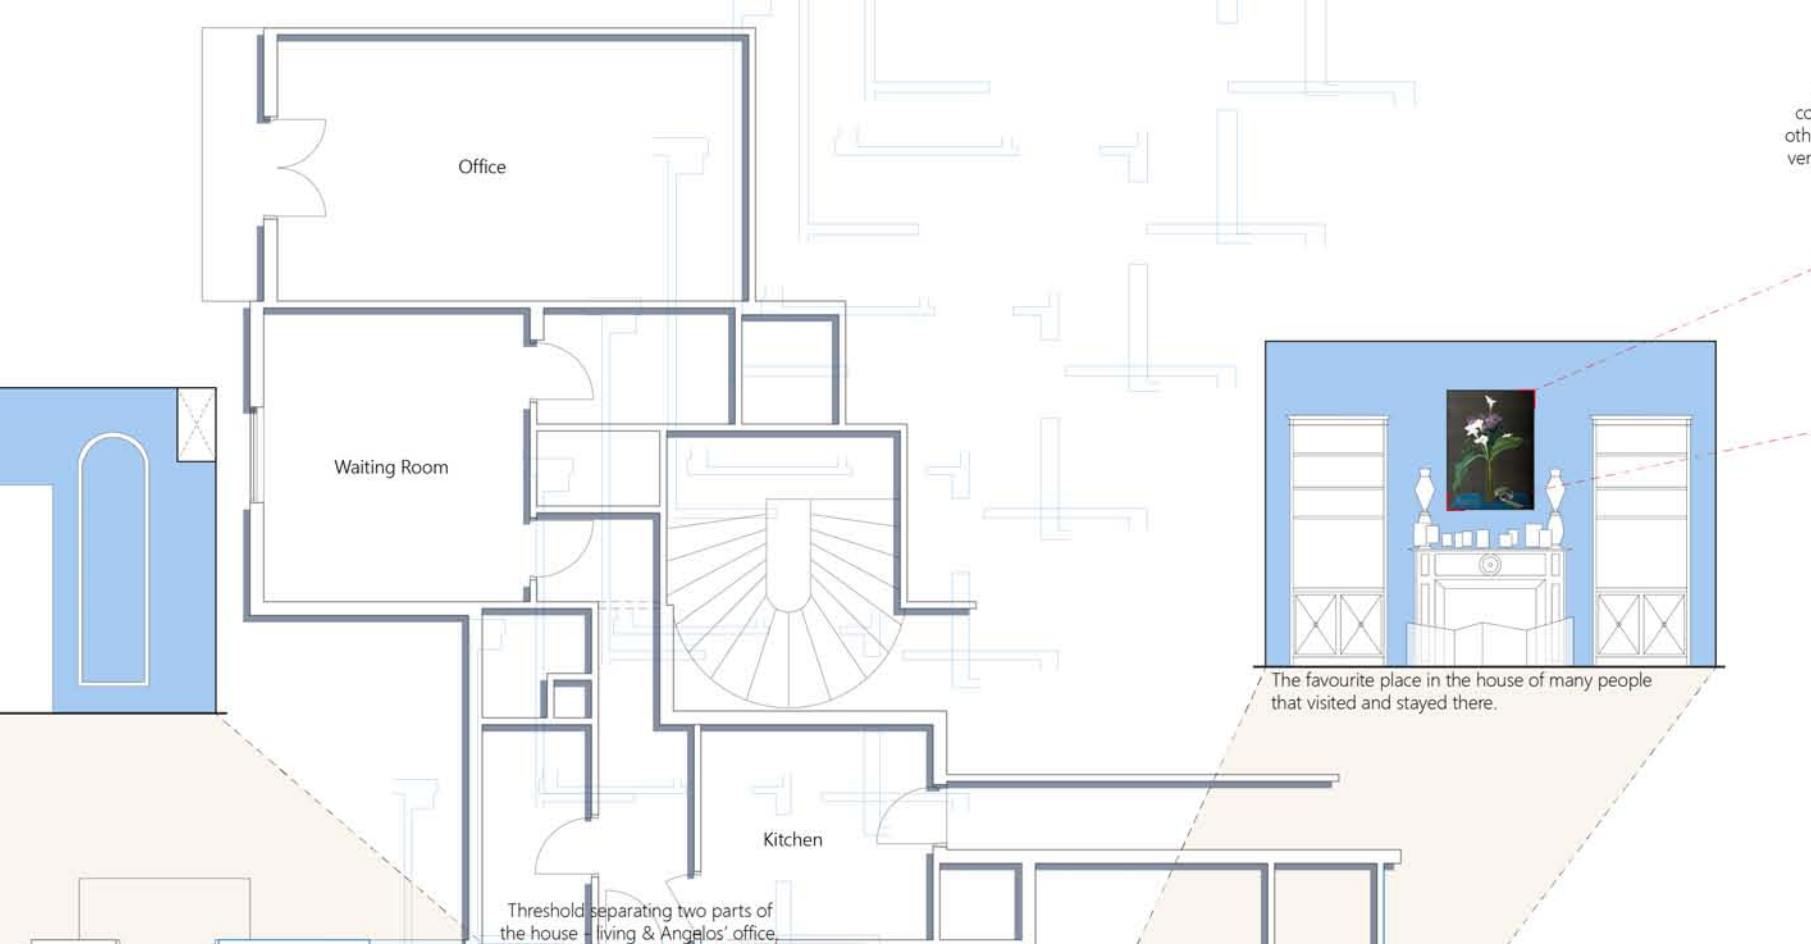 Office
Waiting Room
The favourite place in the house of many people
that visited and stayed there.
Kitchen
Threshold separating two parts of
the house - living & Angelos' office,